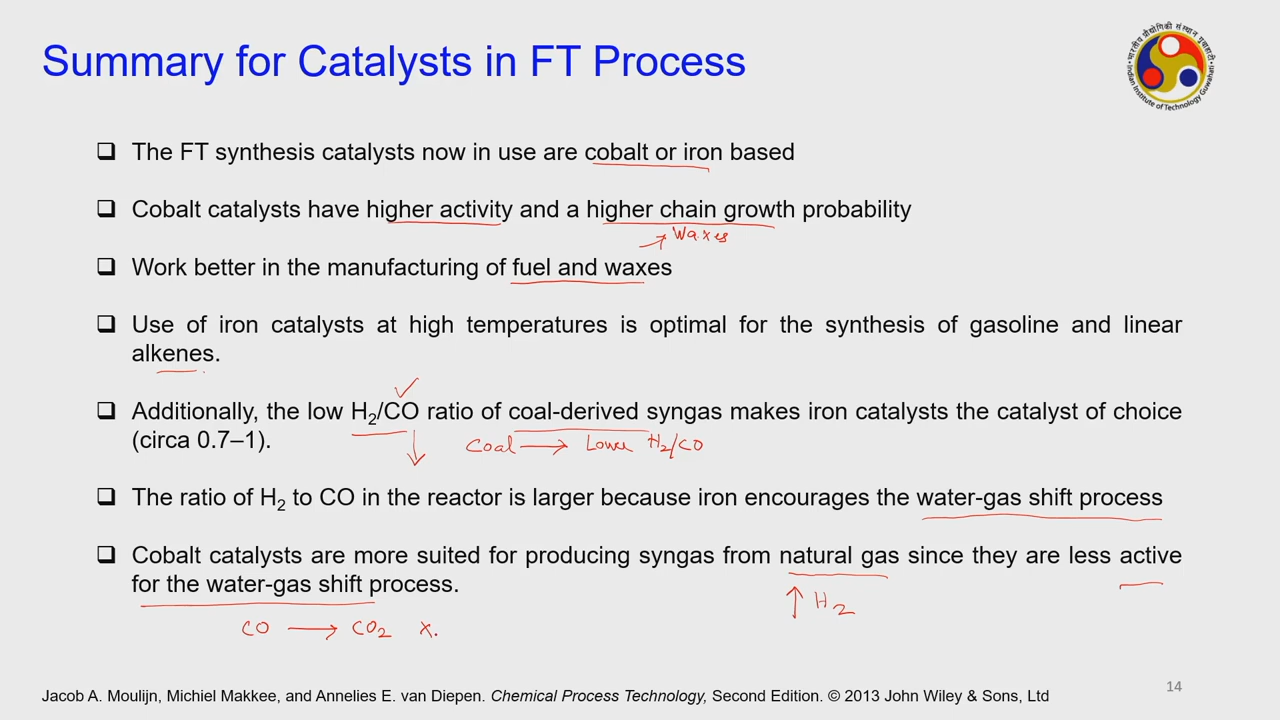 Summary for Catalysts in FT Process
भारतीय प्रौद्योगिकी संस्थान गुवाहाटी
Indian Institute of Technology Guwahati
❑ The FT synthesis catalysts now in use are cobalt or iron based
❑ Cobalt catalysts have higher activity and a higher chain growth probability
→ Waxes
❑ Work better in the manufacturing of fuel and waxes
❑ Use of iron catalysts at high temperatures is optimal for the synthesis of gasoline and linear
alkenes.
❑ Additionally, the low H₂/CO ratio of coal-derived syngas makes iron catalysts the catalyst of choice
(circa 0.7–1).
Coal → Lower H₂/CO
❑ The ratio of H₂ to CO in the reactor is larger because iron encourages the water-gas shift process
❑ Cobalt catalysts are more suited for producing syngas from natural gas since they are less active
for the water-gas shift process.
↑ H₂
CO → CO₂ x.
Jacob A. Moulijn, Michiel Makkee, and Annelies E. van Diepen. Chemical Process Technology, Second Edition. © 2013 John Wiley & Sons, Ltd
14